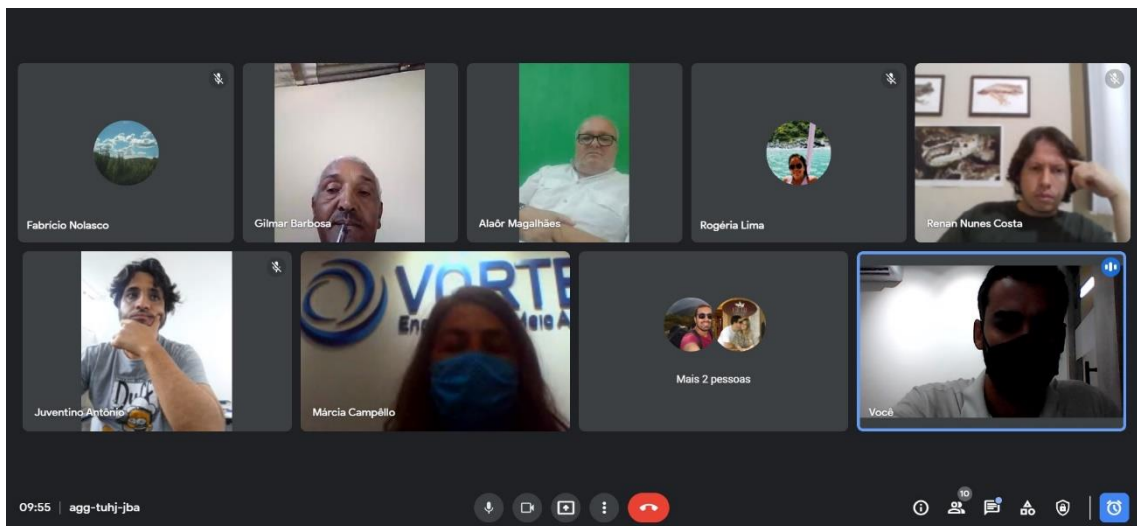 Fabrício Nolasco
Gilmar Barbosa
Alaôr Magalhães
Rogéria Lima
Renan Nunes Costa
Juventino Antônio
VORTE
Márcia Campêllo
Mais 2 pessoas
Você
09:55 | agg-tuhj-jba
10